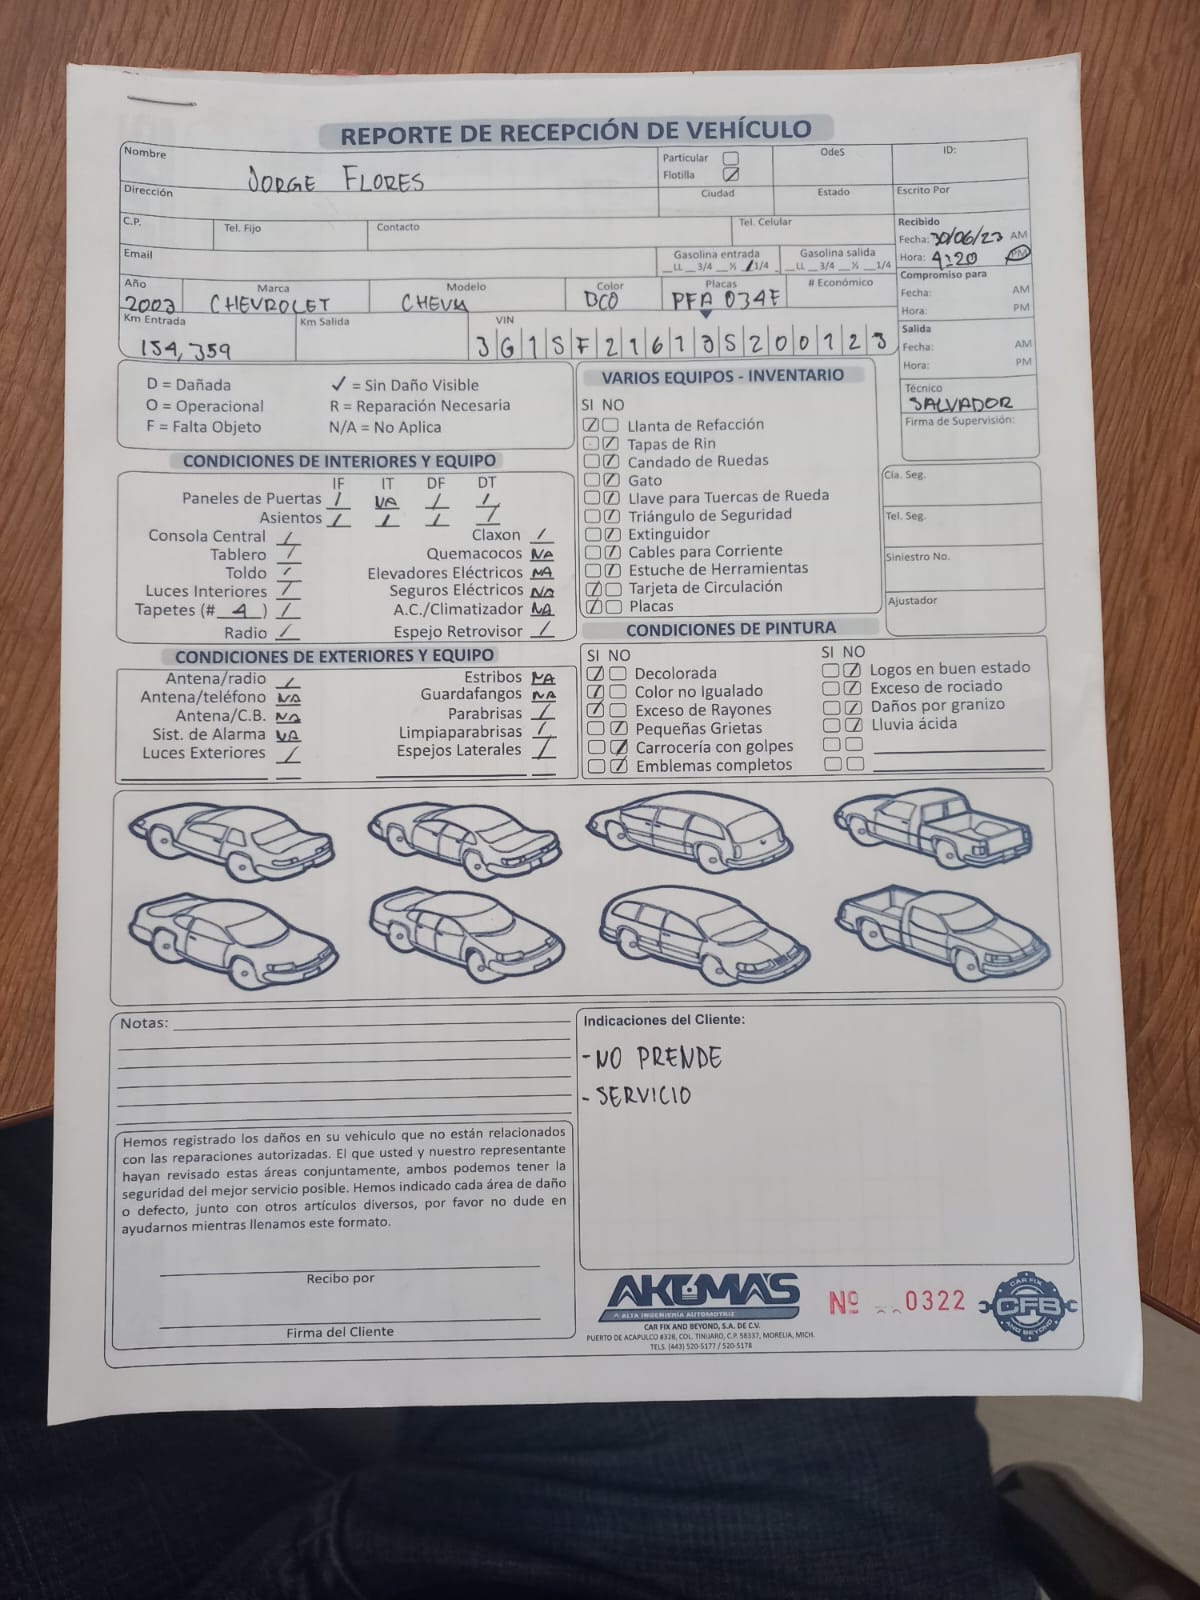 REPORTE DE RECEPCIÓN DE VEHÍCULO
Nombre JORGE FLORES
Particular
Flotilla
OdeS
ID:
Dirección
Ciudad
Estado
Escrito Por
C.P.
Tel. Fijo
Contacto
Tel. Celular
Recibido
Fecha: 30/06/23 AM
Hora: 4:20 PM
Email
Gasolina entrada
__LL __3/4 __½ __1/4
Gasolina salida
__LL __3/4 __½ __1/4
Compromiso para
Fecha: AM
Hora: PM
Año 2003
Marca CHEVROLET
Modelo CHEVY
Color BCO
Placas PFA 034F
# Económico
Km Entrada 154,359
Km Salida
VIN 3G1SF21613S200123
Salida
Fecha: AM
Hora: PM
Técnico
SALVADOR
Firma de Supervisión:
D = Dañada
✓ = Sin Daño Visible
O = Operacional
R = Reparación Necesaria
F = Falta Objeto
N/A = No Aplica
CONDICIONES DE INTERIORES Y EQUIPO
IF IT DF DT
Paneles de Puertas / NA / /
Asientos / / / /
Consola Central /
Claxon /
Tablero /
Quemacocos NA
Toldo /
Elevadores Eléctricos NA
Luces Interiores /
Seguros Eléctricos NA
Tapetes (# 4 ) /
A.C./Climatizador NA
Radio /
Espejo Retrovisor /
CONDICIONES DE EXTERIORES Y EQUIPO
Antena/radio /
Estribos NA
Antena/teléfono NA
Guardafangos NA
Antena/C.B. NA
Parabrisas /
Sist. de Alarma NA
Limpiaparabrisas /
Luces Exteriores /
Espejos Laterales /
VARIOS EQUIPOS - INVENTARIO
SI NO
Llanta de Refacción
Tapas de Rin
Candado de Ruedas
Gato
Llave para Tuercas de Rueda
Triángulo de Seguridad
Extinguidor
Cables para Corriente
Estuche de Herramientas
Tarjeta de Circulación
Placas
Cía. Seg.
Tel. Seg.
Siniestro No.
Ajustador
CONDICIONES DE PINTURA
SI NO
Decolorada
Color no Igualado
Exceso de Rayones
Pequeñas Grietas
Carrocería con golpes
Emblemas completos
SI NO
Logos en buen estado
Exceso de rociado
Daños por granizo
Lluvia ácida
Notas:
Indicaciones del Cliente:
- NO PRENDE
- SERVICIO
Hemos registrado los daños en su vehiculo que no están relacionados
con las reparaciones autorizadas. El que usted y nuestro representante
hayan revisado estas áreas conjuntamente, ambos podemos tener la
seguridad del mejor servicio posible. Hemos indicado cada área de daño
o defecto, junto con otros artículos diversos, por favor no dude en
ayudarnos mientras llenamos este formato.
Recibo por
Firma del Cliente
AKUMA'S
ALTA INGENIERIA AUTOMOTRIZ
CAR FIX AND BEYOND, S.A. DE C.V.
PUERTO DE ACAPULCO #328, COL. TINIJARO, C.P. 58337, MORELIA, MICH.
TELS. (443) 520-5177 / 520-5178
Nº 0322
CAR FIX
CFB
AND BEYOND